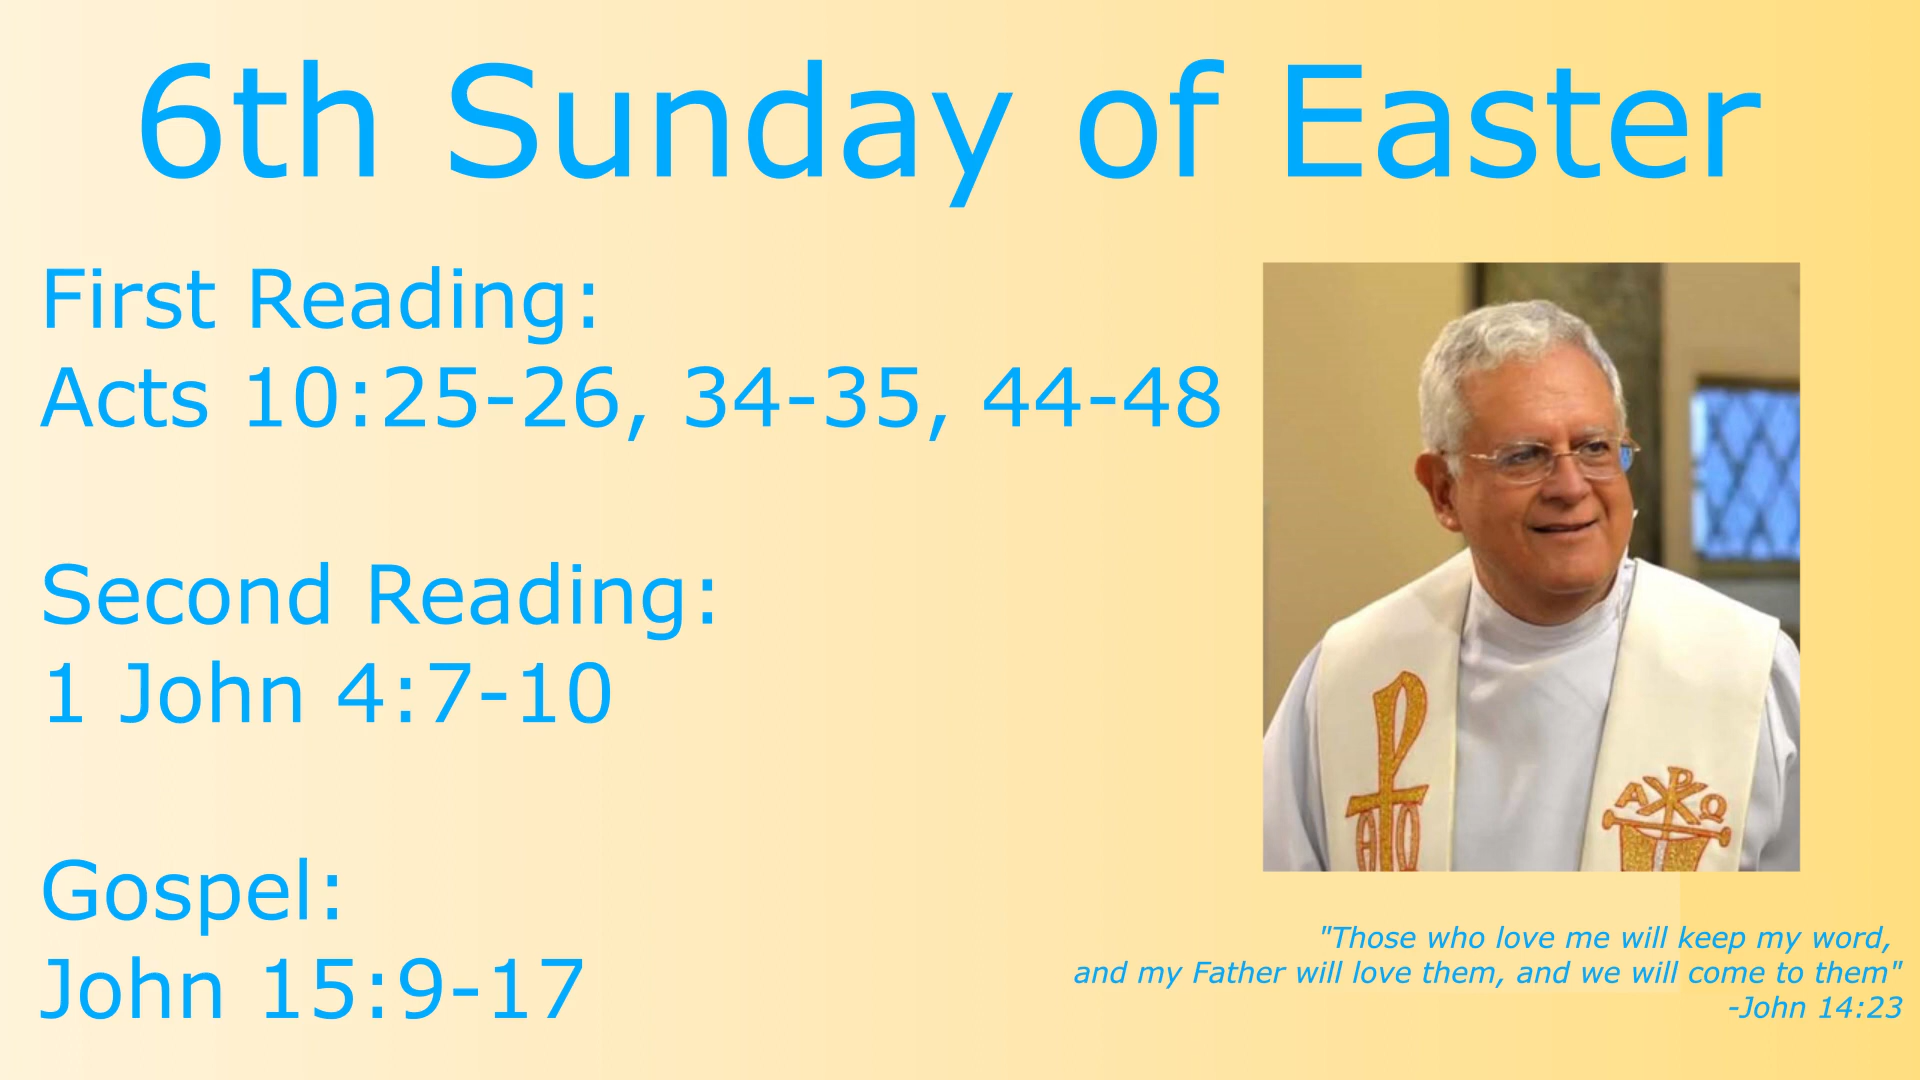 6th Sunday of Easter
First Reading:
Acts 10:25-26, 34-35, 44-48
Second Reading:
1 John 4:7-10
Gospel:
John 15:9-17
"Those who love me will keep my word,
and my Father will love them, and we will come to them"
-John 14:23
Α Ω
Α Ω